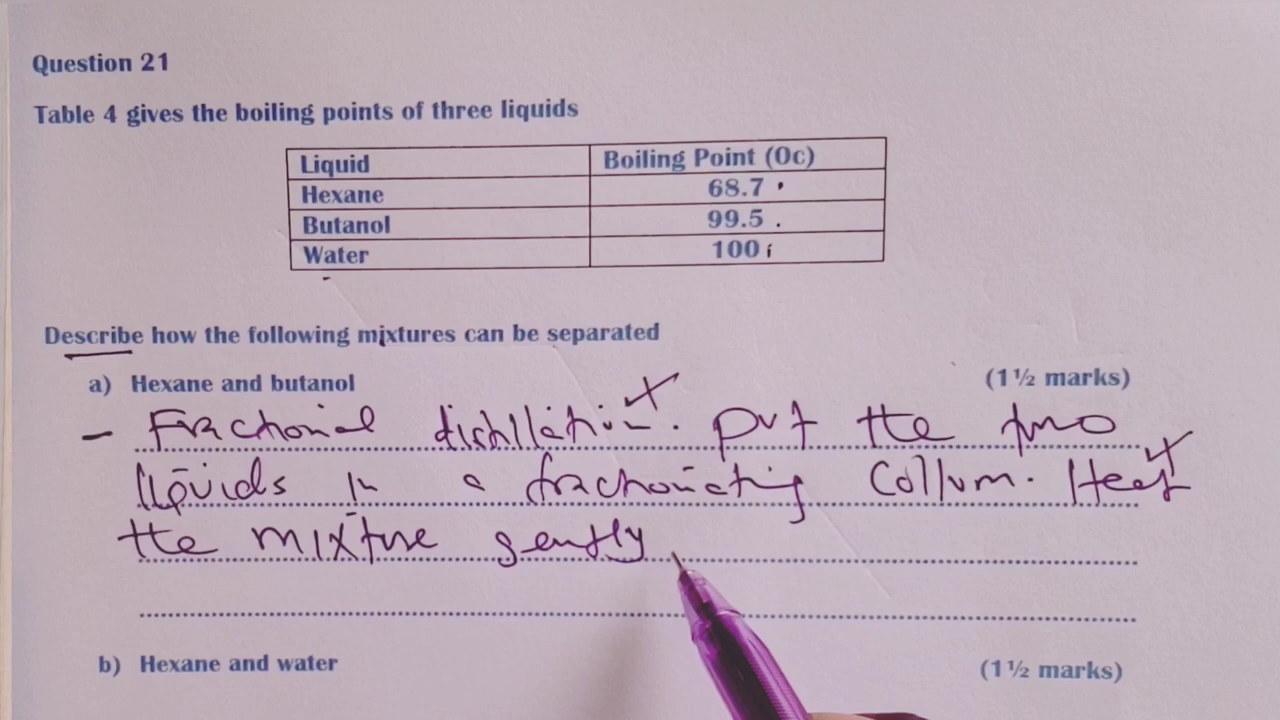 Question 21
Table 4 gives the boiling points of three liquids
Liquid Boiling Point (Oc)
Hexane 68.7
Butanol 99.5
Water 100
Describe how the following mixtures can be separated
a) Hexane and butanol (1½ marks)
- Fractional distillation. put the two
liquids in a fractionating Collum. Heat
the mixture gently
b) Hexane and water (1½ marks)